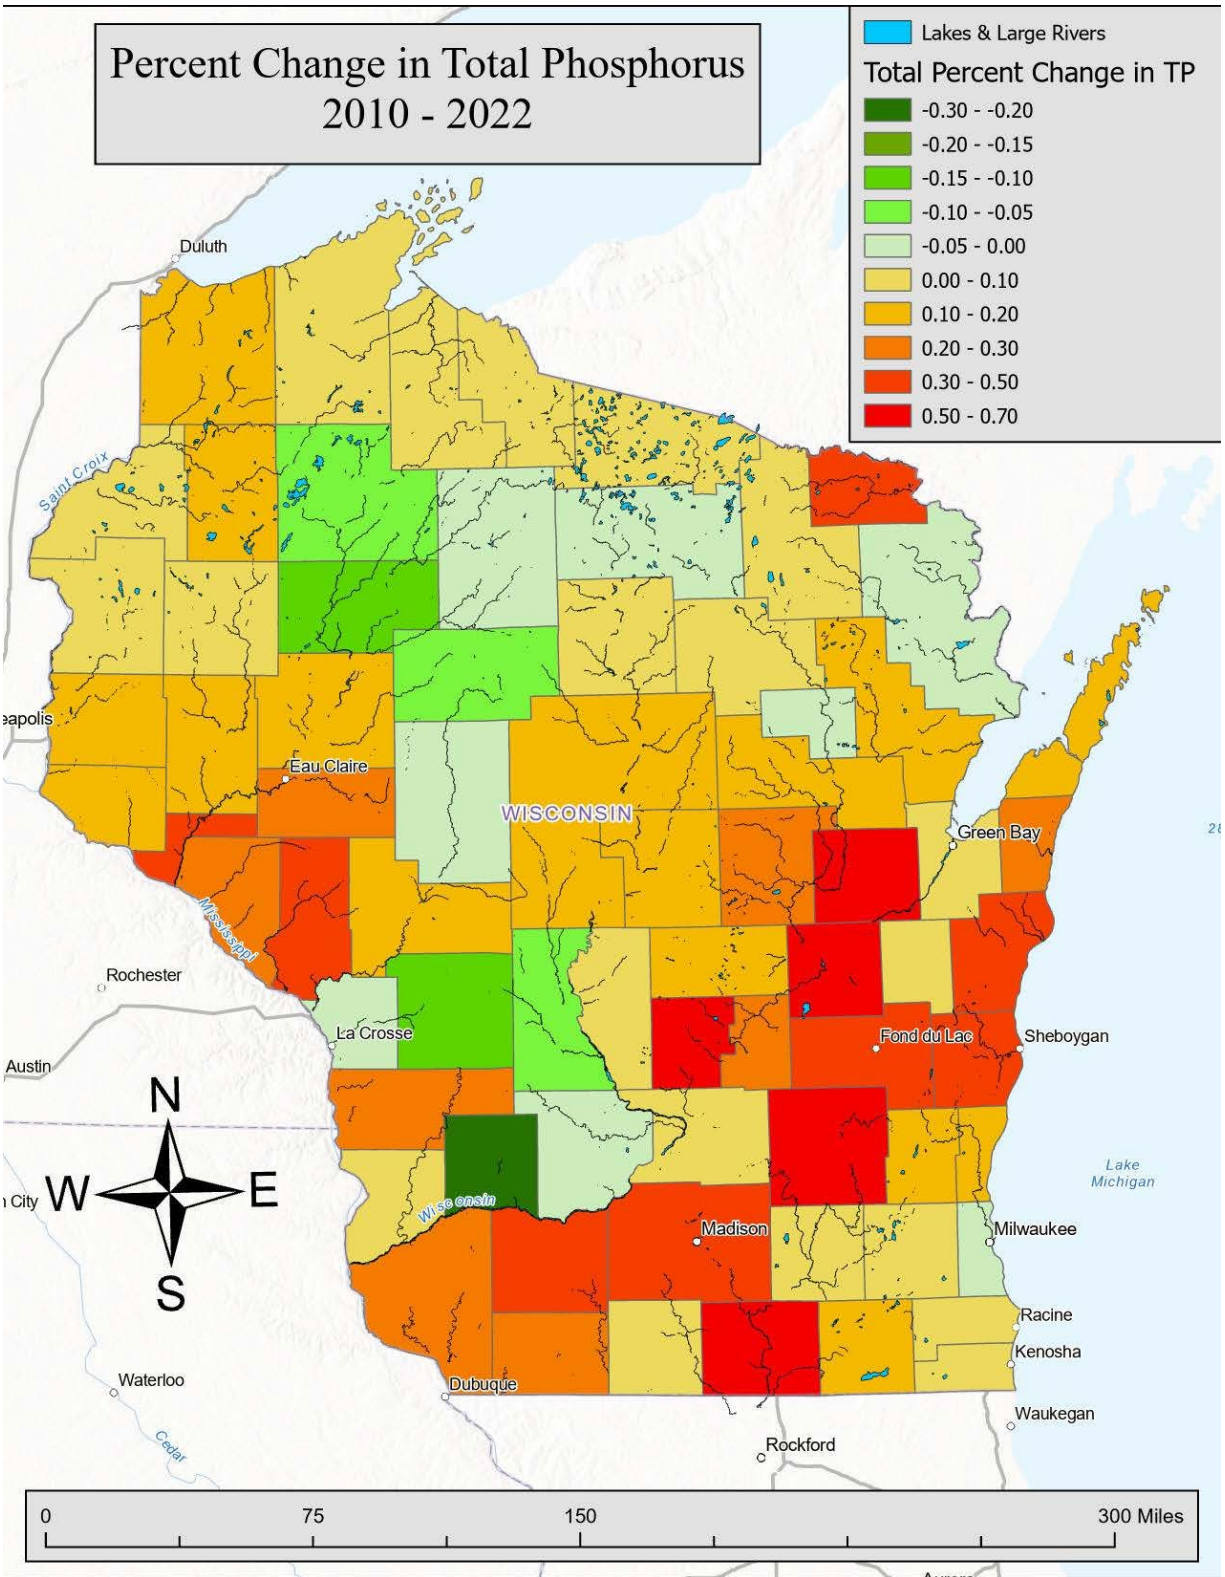 Percent Change in Total Phosphorus
2010 - 2022
Lakes & Large Rivers
Total Percent Change in TP
-0.30 - -0.20
-0.20 - -0.15
-0.15 - -0.10
-0.10 - -0.05
-0.05 - 0.00
0.00 - 0.10
0.10 - 0.20
0.20 - 0.30
0.30 - 0.50
0.50 - 0.70
Duluth
Saint Croix
eapolis
Eau Claire
WISCONSIN
Green Bay
28
Mississippi
Rochester
La Crosse
Fond du Lac
Sheboygan
Austin
N
W
E
S
City
Wisconsin
Lake
Michigan
Madison
Milwaukee
Racine
Kenosha
Waterloo
Dubuque
Waukegan
Cedar
Rockford
0
75
150
300 Miles